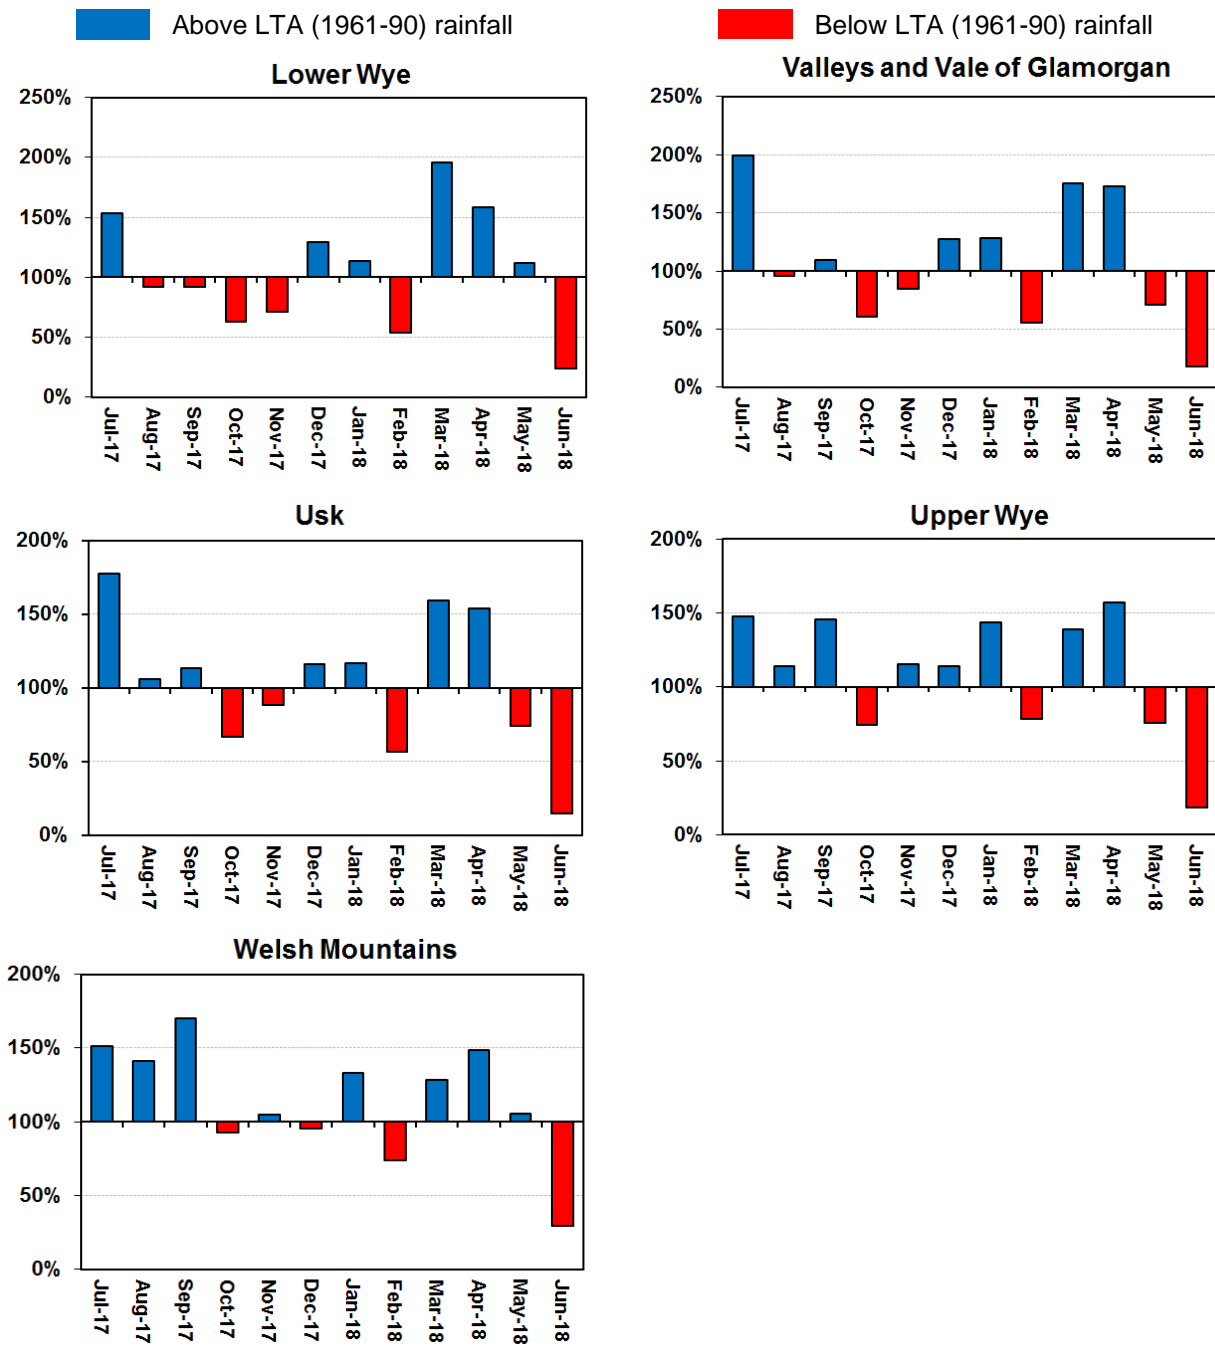 Above LTA (1961-90) rainfall
Below LTA (1961-90) rainfall
Lower Wye
250%
200%
150%
100%
50%
0%
Jul-17
Aug-17
Sep-17
Oct-17
Nov-17
Dec-17
Jan-18
Feb-18
Mar-18
Apr-18
May-18
Jun-18
Valleys and Vale of Glamorgan
250%
200%
150%
100%
50%
0%
Jul-17
Aug-17
Sep-17
Oct-17
Nov-17
Dec-17
Jan-18
Feb-18
Mar-18
Apr-18
May-18
Jun-18
Usk
200%
150%
100%
50%
0%
Jul-17
Aug-17
Sep-17
Oct-17
Nov-17
Dec-17
Jan-18
Feb-18
Mar-18
Apr-18
May-18
Jun-18
Upper Wye
200%
150%
100%
50%
0%
Jul-17
Aug-17
Sep-17
Oct-17
Nov-17
Dec-17
Jan-18
Feb-18
Mar-18
Apr-18
May-18
Jun-18
Welsh Mountains
200%
150%
100%
50%
0%
Jul-17
Aug-17
Sep-17
Oct-17
Nov-17
Dec-17
Jan-18
Feb-18
Mar-18
Apr-18
May-18
Jun-18